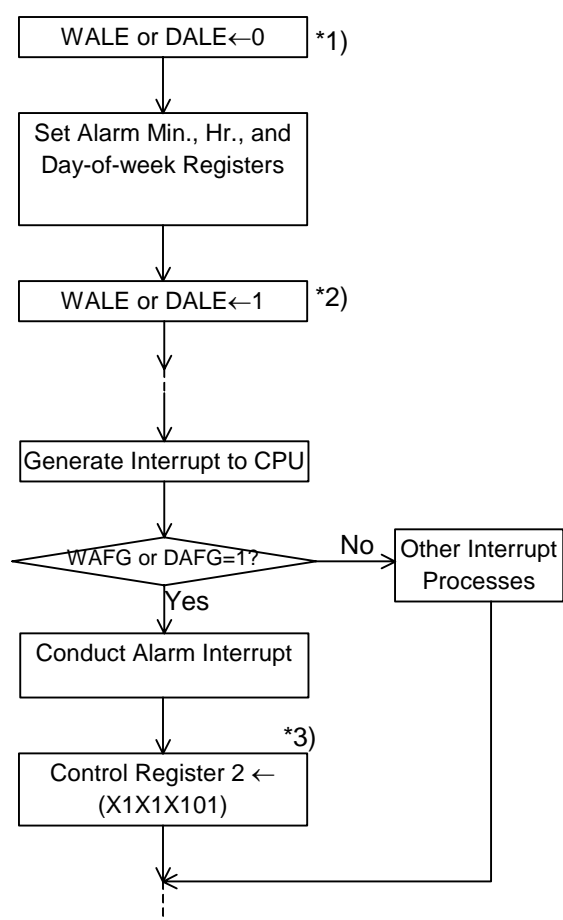 WALE or DALE←0
*1)
Set Alarm Min., Hr., and
Day-of-week Registers
WALE or DALE←1
*2)
Generate Interrupt to CPU
WAFG or DAFG=1?
No
Other Interrupt
Processes
Yes
Conduct Alarm Interrupt
*3)
Control Register 2 ←
(X1X1X101)